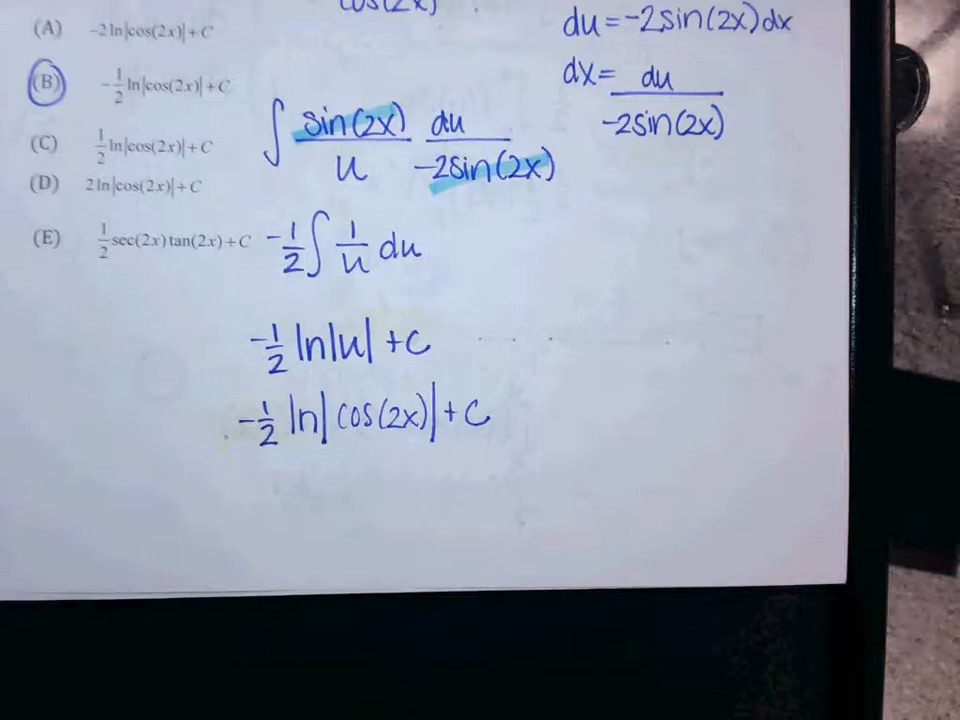 cos(2x)
du = -2sin(2x)dx
(A) -2 ln|cos(2x)| + C
dx = du / -2sin(2x)
(B) -1/2 ln|cos(2x)| + C
∫ sin(2x)/u du/-2sin(2x)
(C) 1/2 ln|cos(2x)| + C
(D) 2 ln|cos(2x)| + C
(E) 1/2 sec(2x) tan(2x) + C
-1/2 ∫ 1/u du
-1/2 ln|u| + C
-1/2 ln|cos(2x)| + C